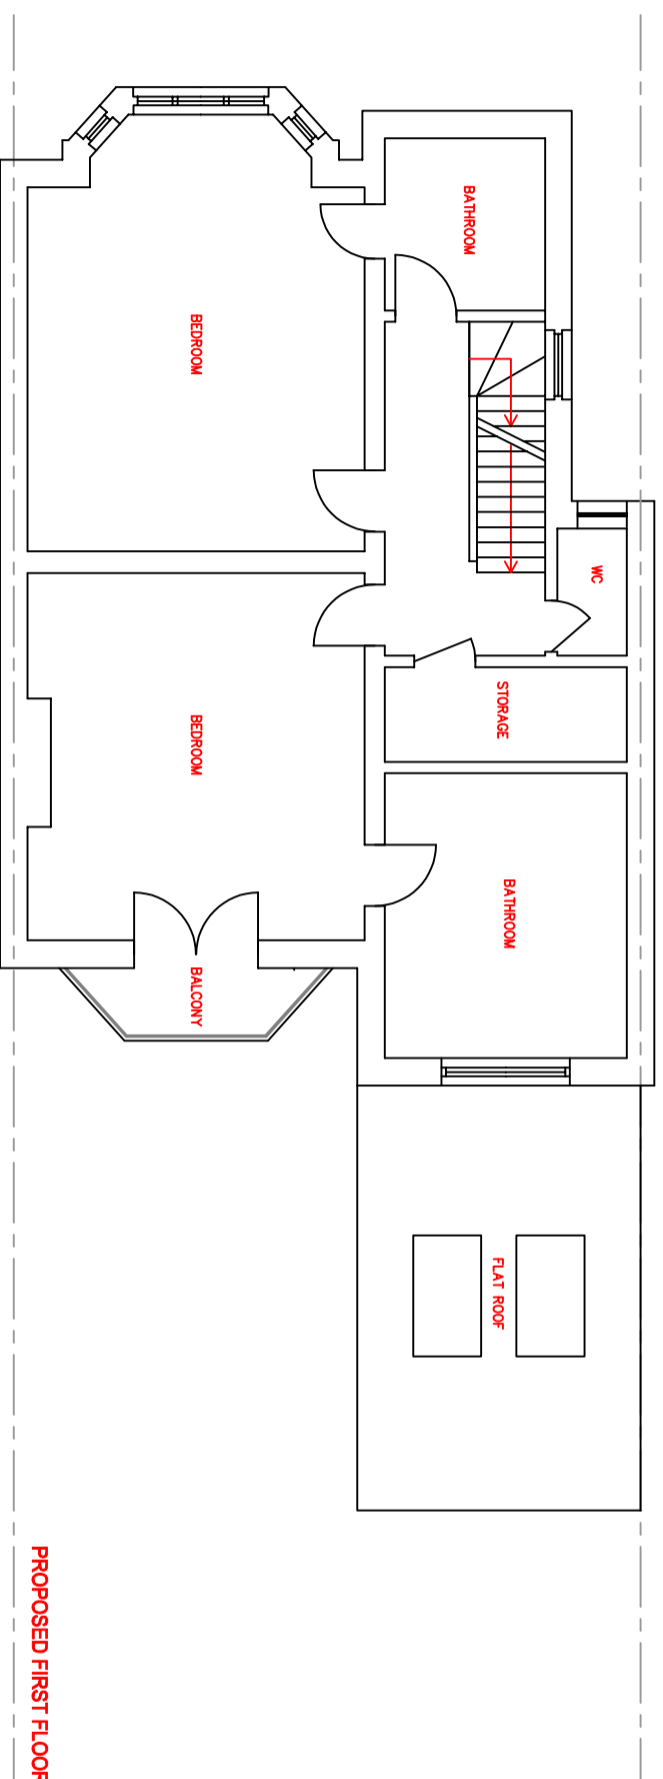 BATHROOM
BEDROOM
WC
STORAGE
BEDROOM
BATHROOM
BALCONY
FLAT ROOF
PROPOSED FIRST FLOOR